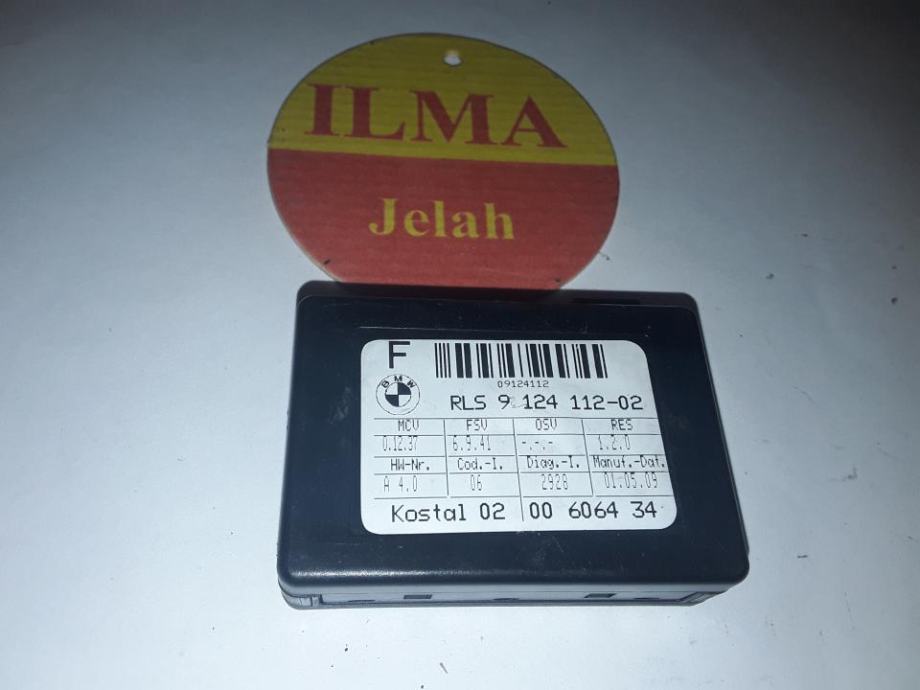 ILMA
Jelah
F
BMW
09124112
RLS 9 124 112-02
MCV FSV OSV RES
0.12.37 6.9.41 -.-.- 1.2.0
HW-Nr. Cod.-I. Diag.-I. Manuf.-Dat.
A 4.0 06 2928 01.05.09
Kostal 02 00 6064 34